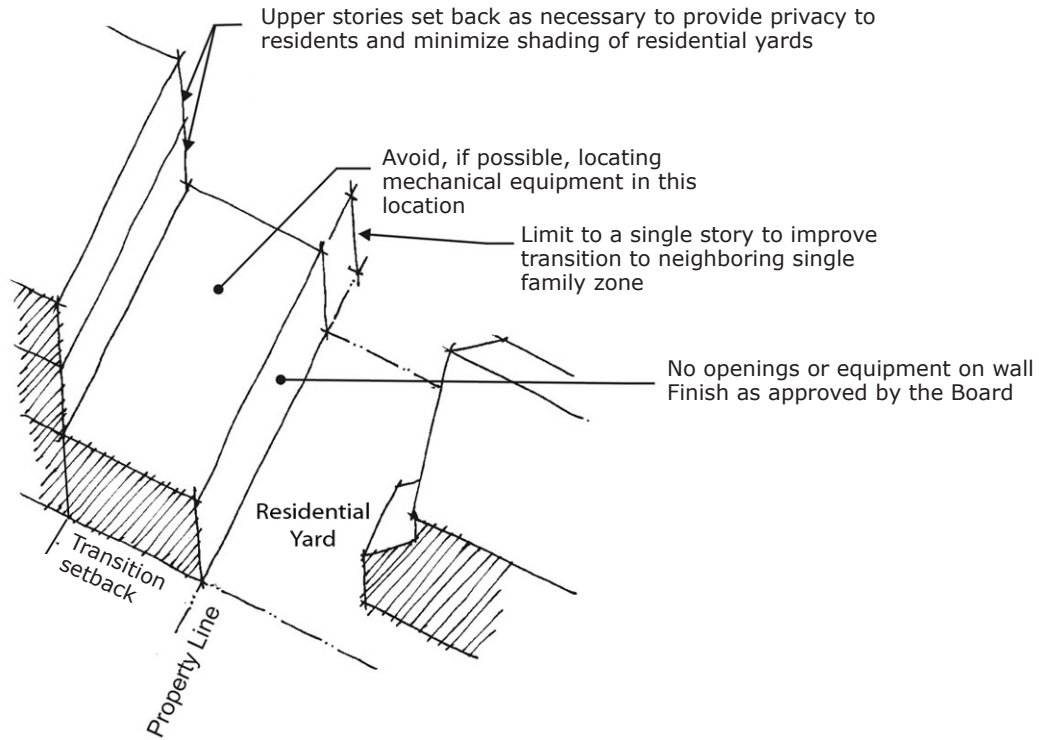 Upper stories set back as necessary to provide privacy to
residents and minimize shading of residential yards
Avoid, if possible, locating
mechanical equipment in this
location
Limit to a single story to improve
transition to neighboring single
family zone
No openings or equipment on wall
Finish as approved by the Board
Residential
Yard
Transition
setback
Property Line